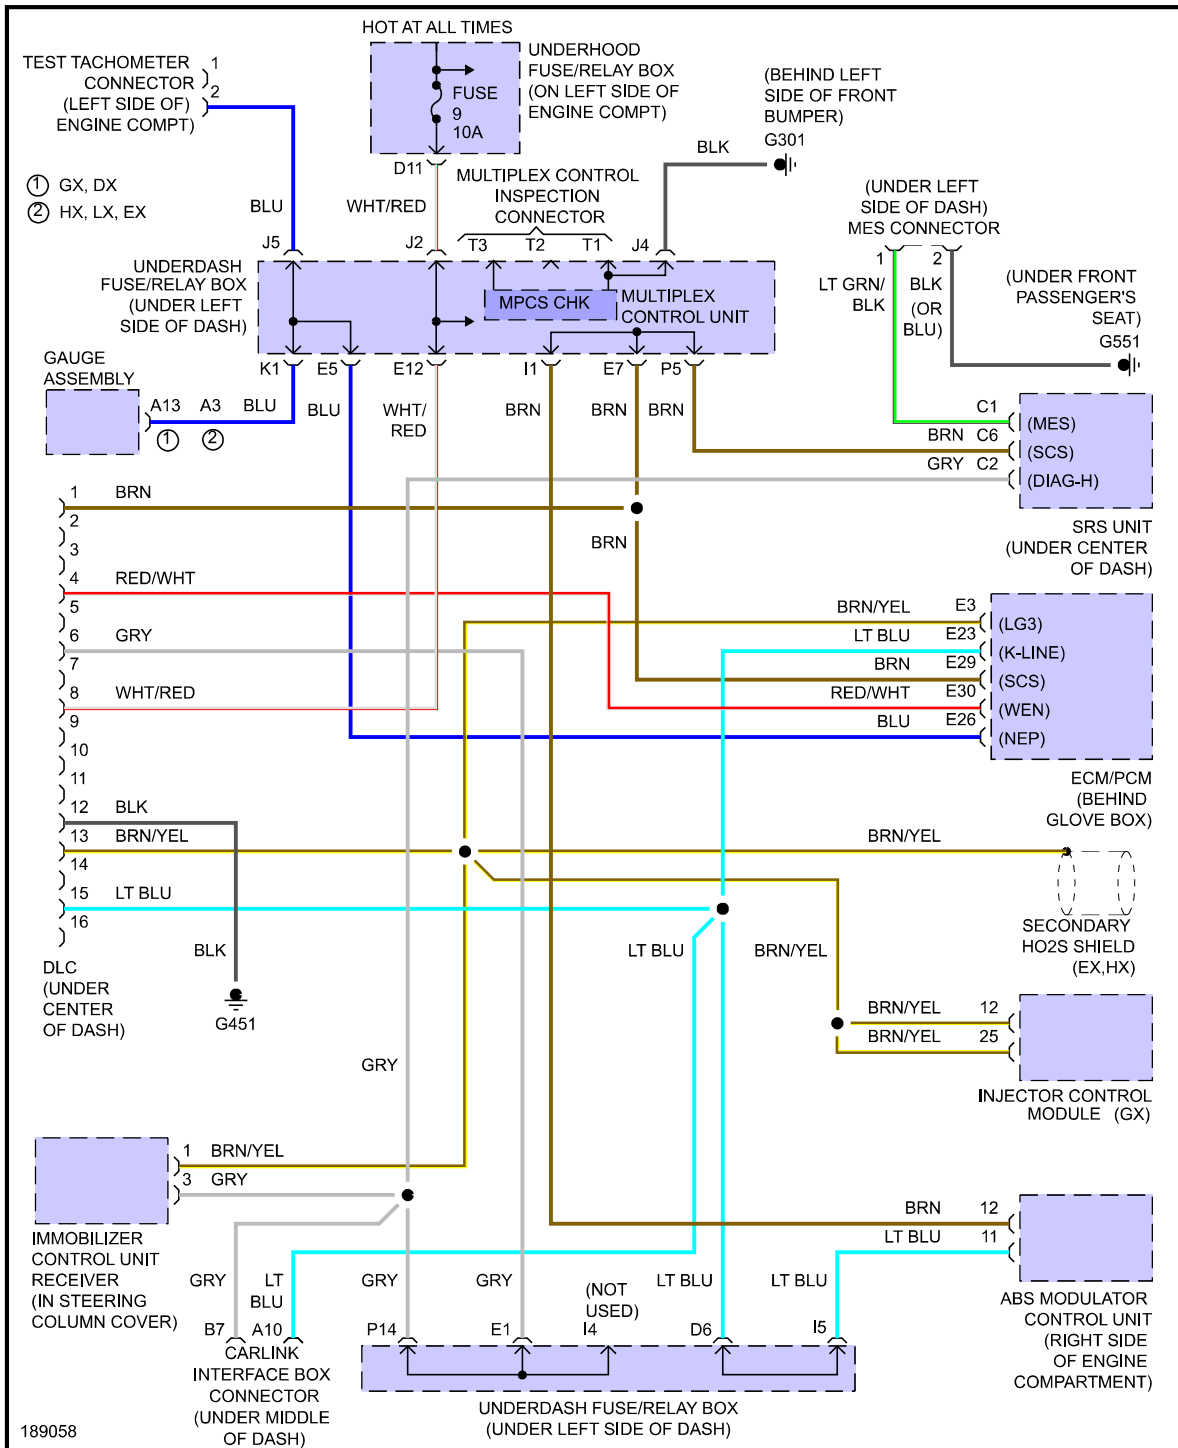 HOT AT ALL TIMES
TEST TACHOMETER
CONNECTOR
(LEFT SIDE OF)
ENGINE COMPT)
1
2
FUSE
9
10A
UNDERHOOD
FUSE/RELAY BOX
(ON LEFT SIDE OF
ENGINE COMPT)
(BEHIND LEFT
SIDE OF FRONT
BUMPER)
G301
BLK
D11
1 GX, DX
2 HX, LX, EX
BLU
WHT/RED
MULTIPLEX CONTROL
INSPECTION
CONNECTOR
(UNDER LEFT
SIDE OF DASH)
MES CONNECTOR
J5
J2
T3
T2
T1
J4
1
2
UNDERDASH
FUSE/RELAY BOX
(UNDER LEFT
SIDE OF DASH)
MPCS CHK
MULTIPLEX
CONTROL UNIT
LT GRN/
BLK
BLK
(OR
BLU)
(UNDER FRONT
PASSENGER'S
SEAT)
G551
K1
E5
E12
I1
E7
P5
GAUGE
ASSEMBLY
A13
A3
BLU
1
2
BLU
WHT/
RED
BRN
BRN
BRN
C1
(MES)
BRN
C6
(SCS)
GRY
C2
(DIAG-H)
SRS UNIT
(UNDER CENTER
OF DASH)
1
BRN
2
3
4
RED/WHT
5
6
GRY
7
8
WHT/RED
9
10
11
12
BLK
13
BRN/YEL
14
15
LT BLU
16
BRN
BRN/YEL
E3
(LG3)
LT BLU
E23
(K-LINE)
BRN
E29
(SCS)
RED/WHT
E30
(WEN)
BLU
E26
(NEP)
ECM/PCM
(BEHIND
GLOVE BOX)
BRN/YEL
SECONDARY
HO2S SHIELD
(EX,HX)
DLC
(UNDER
CENTER
OF DASH)
BLK
G451
LT BLU
BRN/YEL
BRN/YEL
12
BRN/YEL
25
INJECTOR CONTROL
MODULE (GX)
GRY
1
BRN/YEL
3
GRY
IMMOBILIZER
CONTROL UNIT
RECEIVER
(IN STEERING
COLUMN COVER)
BRN
12
LT BLU
11
ABS MODULATOR
CONTROL UNIT
(RIGHT SIDE
OF ENGINE
COMPARTMENT)
GRY
LT
BLU
GRY
GRY
(NOT
USED)
LT BLU
LT BLU
B7
A10
P14
E1
I4
D6
I5
CARLINK
INTERFACE BOX
CONNECTOR
(UNDER MIDDLE
OF DASH)
UNDERDASH FUSE/RELAY BOX
(UNDER LEFT SIDE OF DASH)
189058